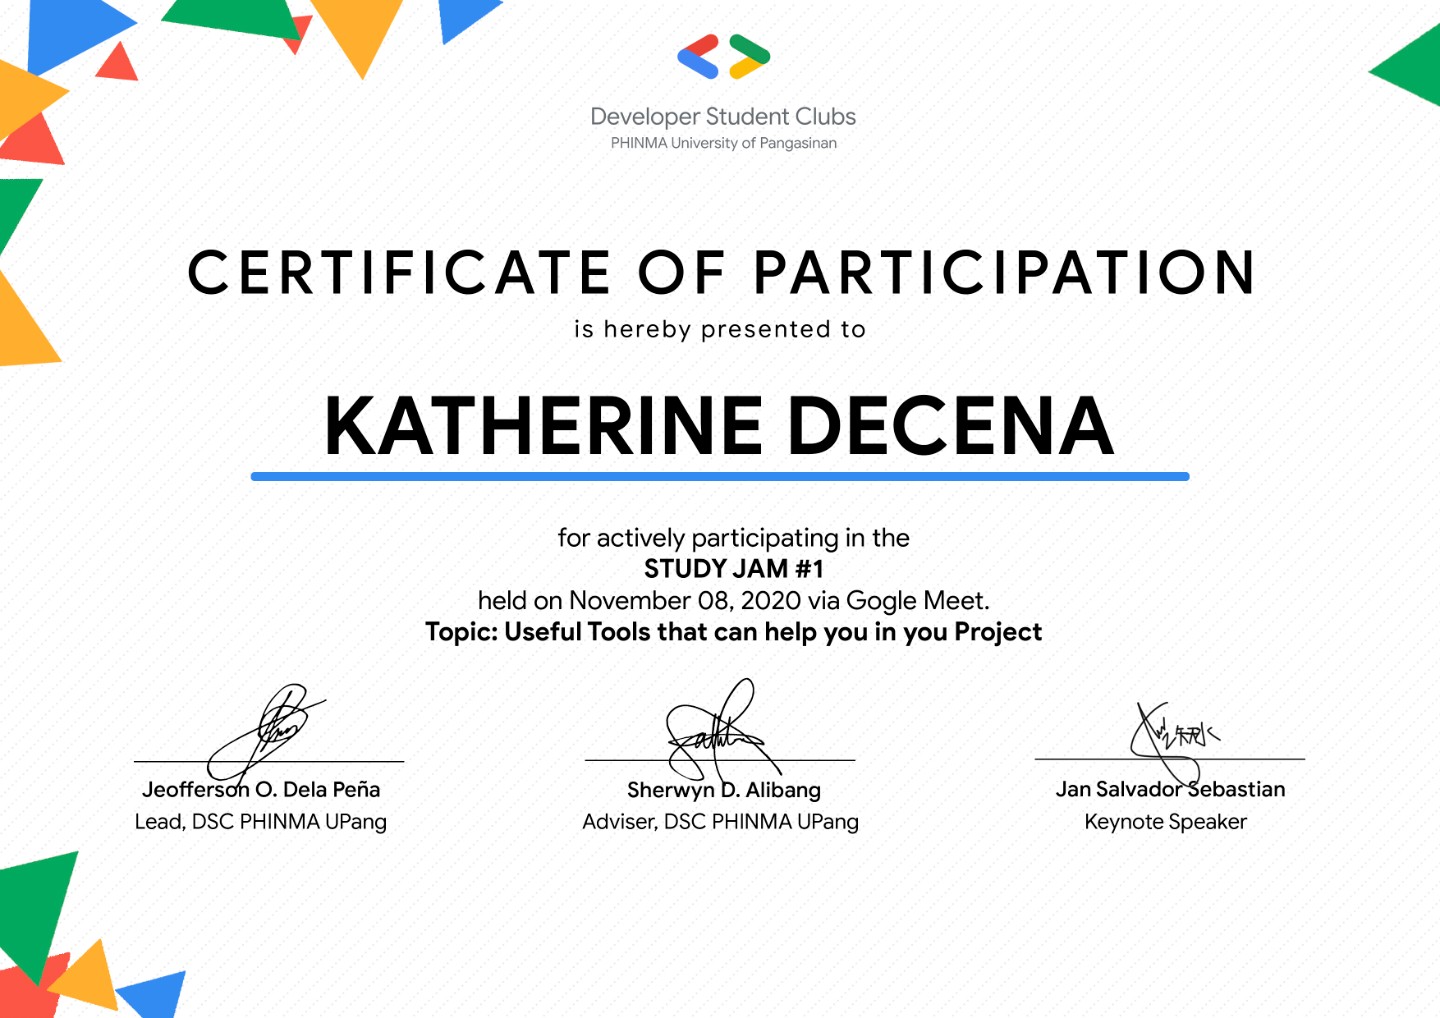 Developer Student Clubs
PHINMA University of Pangasinan
CERTIFICATE OF PARTICIPATION
is hereby presented to
KATHERINE DECENA
for actively participating in the
STUDY JAM #1
held on November 08, 2020 via Gogle Meet.
Topic: Useful Tools that can help you in you Project
Jeofferson O. Dela Peña
Lead, DSC PHINMA UPang
Sherwyn D. Alibang
Adviser, DSC PHINMA UPang
Jan Salvador Sebastian
Keynote Speaker